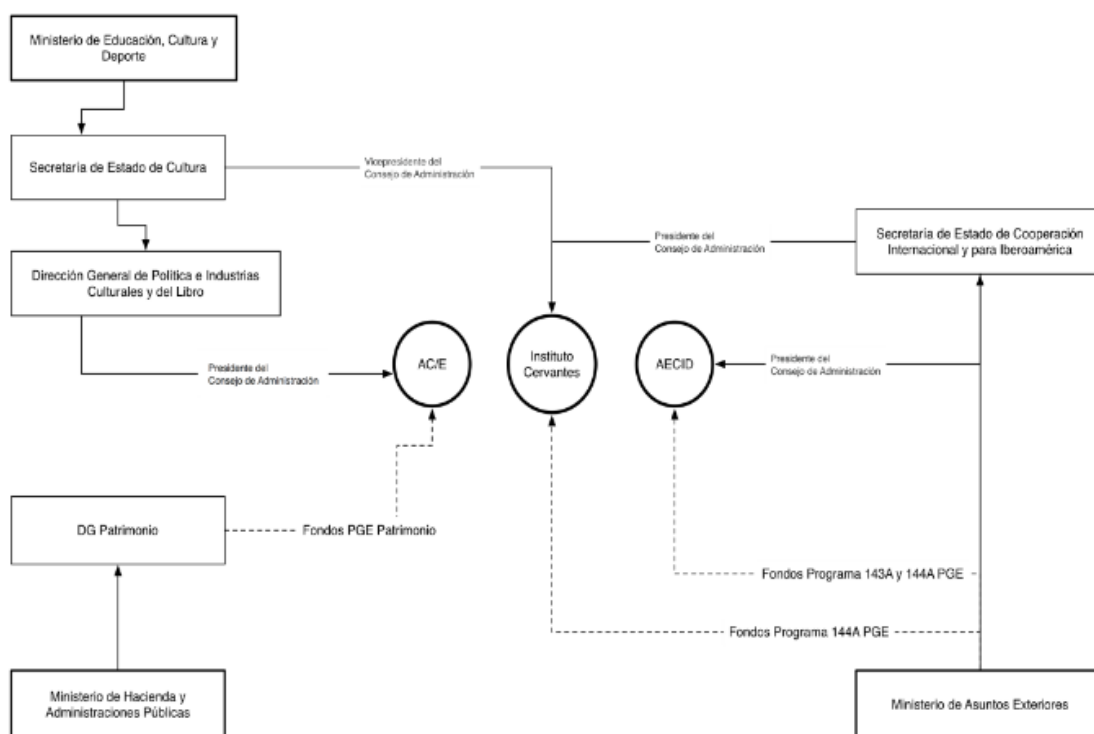 Ministerio de Educación, Cultura y
Deporte
Secretaría de Estado de Cultura
Vicepresidente del
Consejo de Administración
Presidente del
Consejo de Administración
Secretaría de Estado de Cooperación
Internacional y para Iberoamérica
Dirección General de Política e Industrias
Culturales y del Libro
Presidente del
Consejo de Administración
AC/E
Instituto
Cervantes
AECID
Presidente del
Consejo de Administración
DG Patrimonio
Fondos PGE Patrimonio
Fondos Programa 143A y 144A PGE
Fondos Programa 144A PGE
Ministerio de Hacienda y
Administraciones Públicas
Ministerio de Asuntos Exteriores